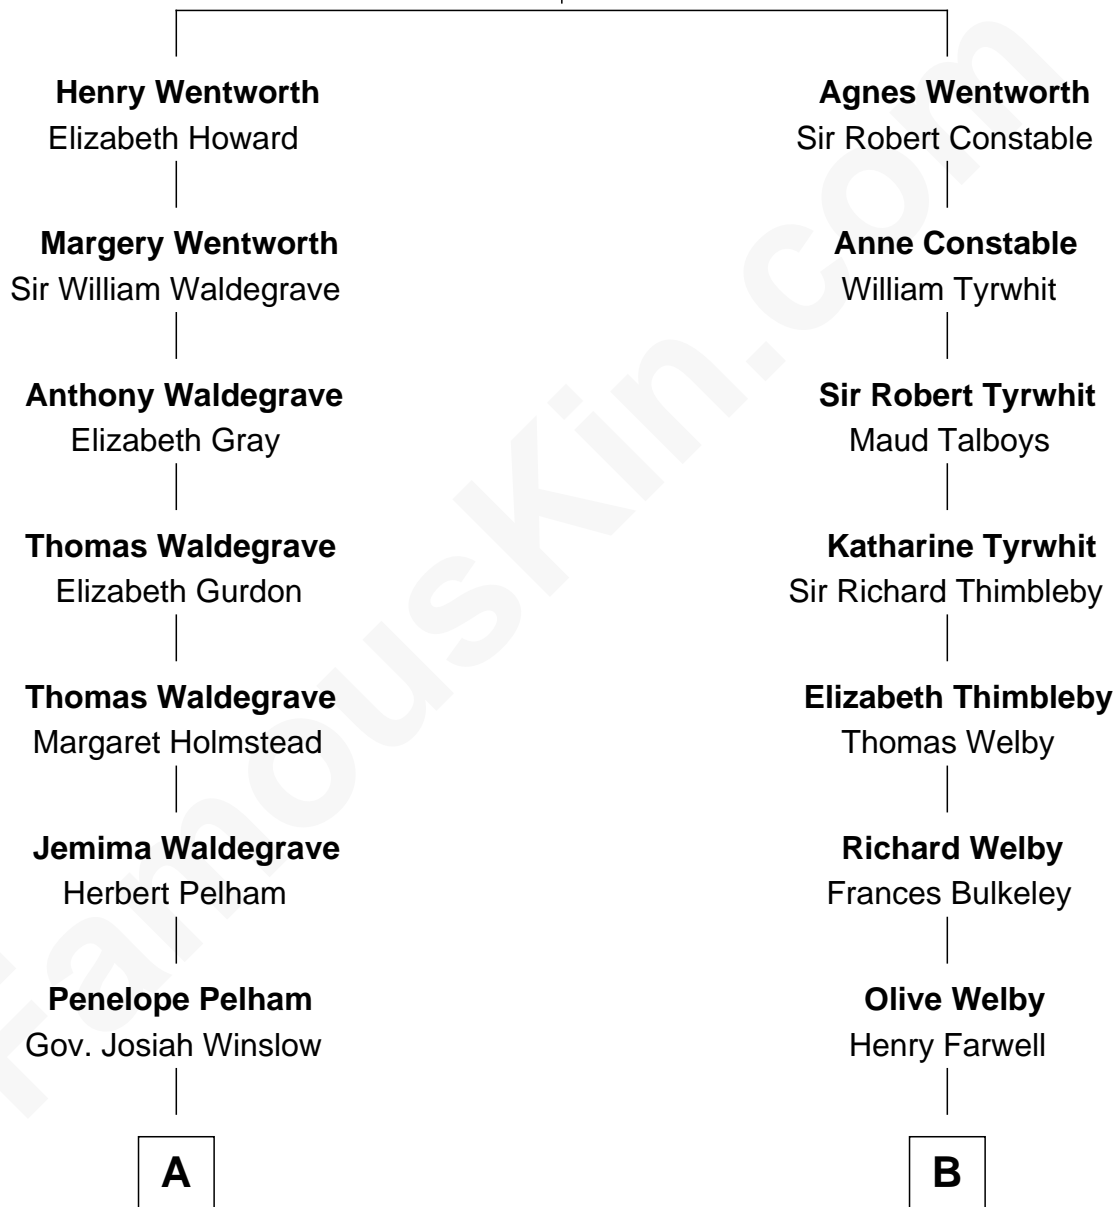 Henry Wentworth
Elizabeth Howard
Margery Wentworth
Sir William Waldegrave
Anthony Waldegrave
Elizabeth Gray
Thomas Waldegrave
Elizabeth Gurdon
Thomas Waldegrave
Margaret Holmstead
Jemima Waldegrave
Herbert Pelham
Penelope Pelham
Gov. Josiah Winslow
A
Agnes Wentworth
Sir Robert Constable
Anne Constable
William Tyrwhit
Sir Robert Tyrwhit
Maud Talboys
Katharine Tyrwhit
Sir Richard Thimbleby
Elizabeth Thimbleby
Thomas Welby
Richard Welby
Frances Bulkeley
Olive Welby
Henry Farwell
B
FamousKin.com